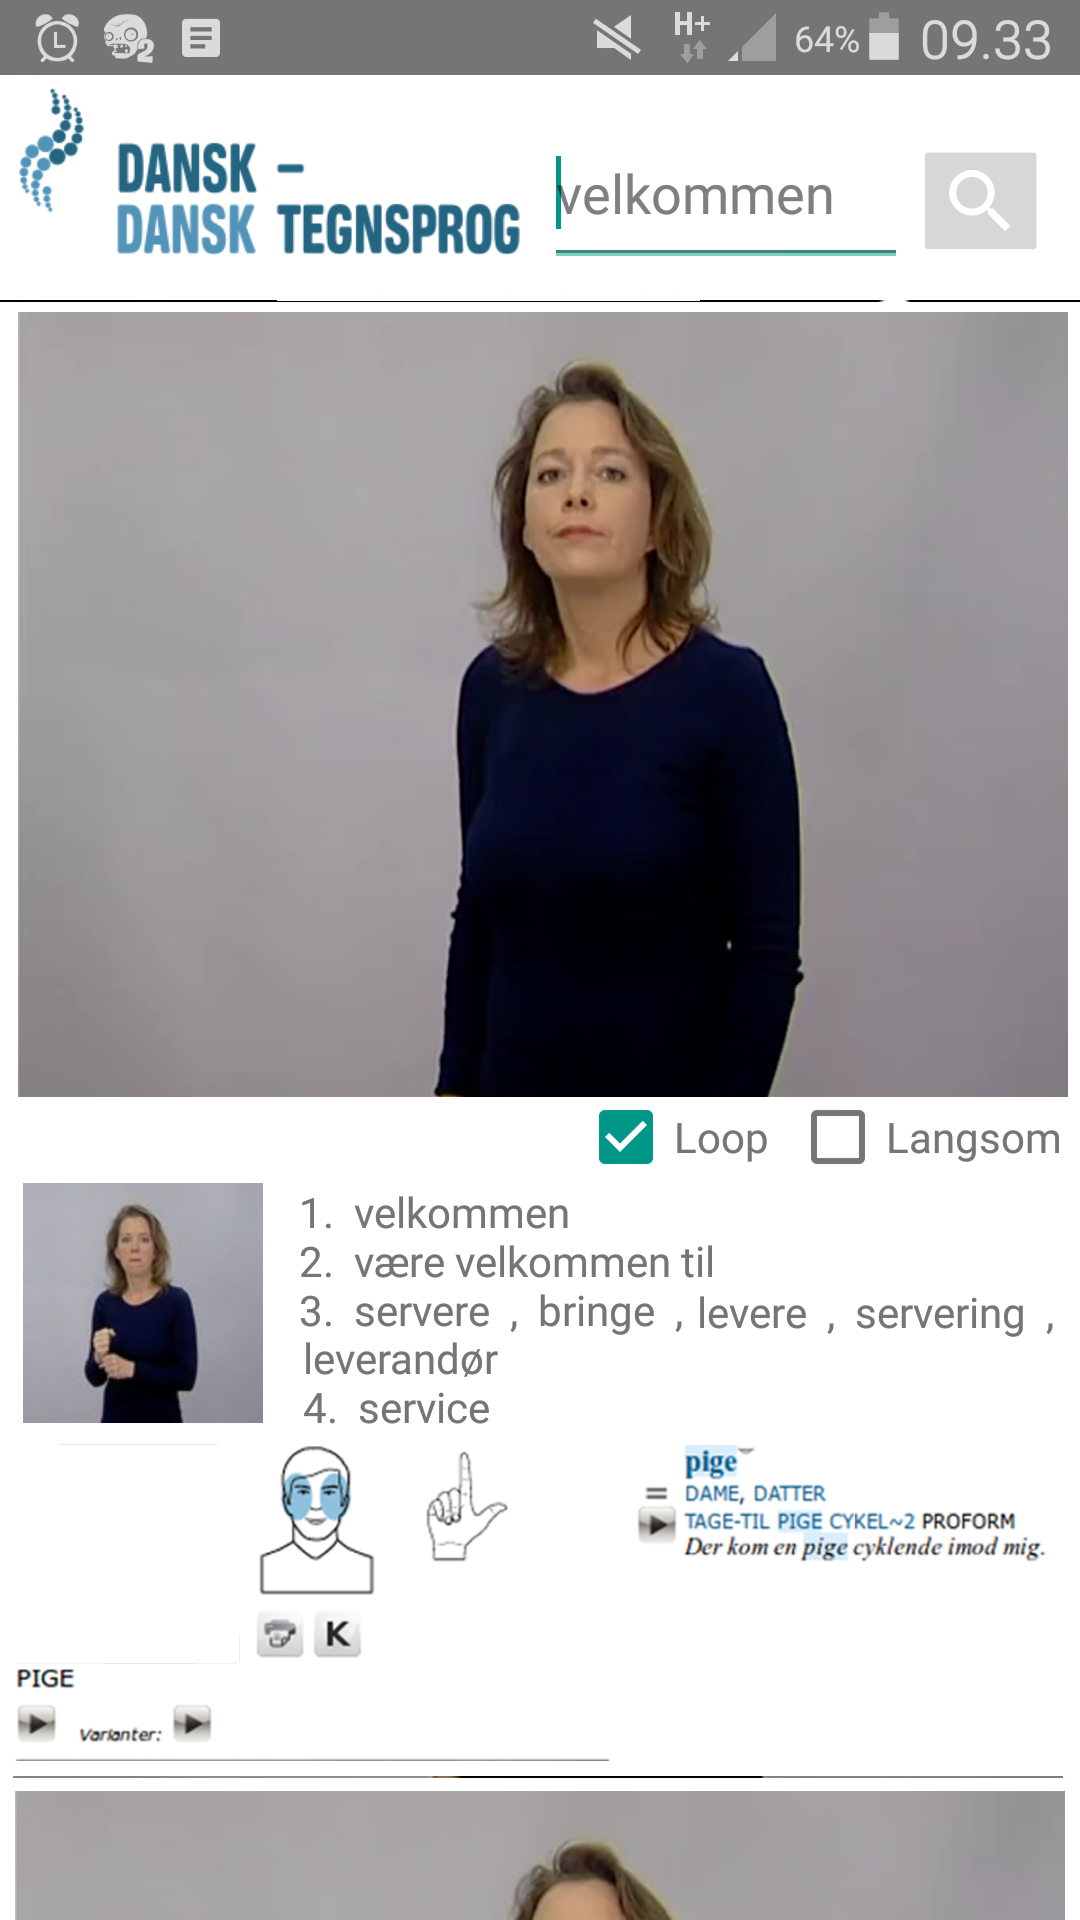 2 H+ 64% 09.33
DANSK –
DANSK TEGNSPROG
velkommen
Loop Langsom
1. velkommen
2. være velkommen til
3. servere , bringe , levere , servering ,
leverandør
4. service
pige
= DAME, DATTER
TAGE-TIL PIGE CYKEL~2 PROFORM
Der kom en pige cyklende imod mig.
K
PIGE
Varianter: